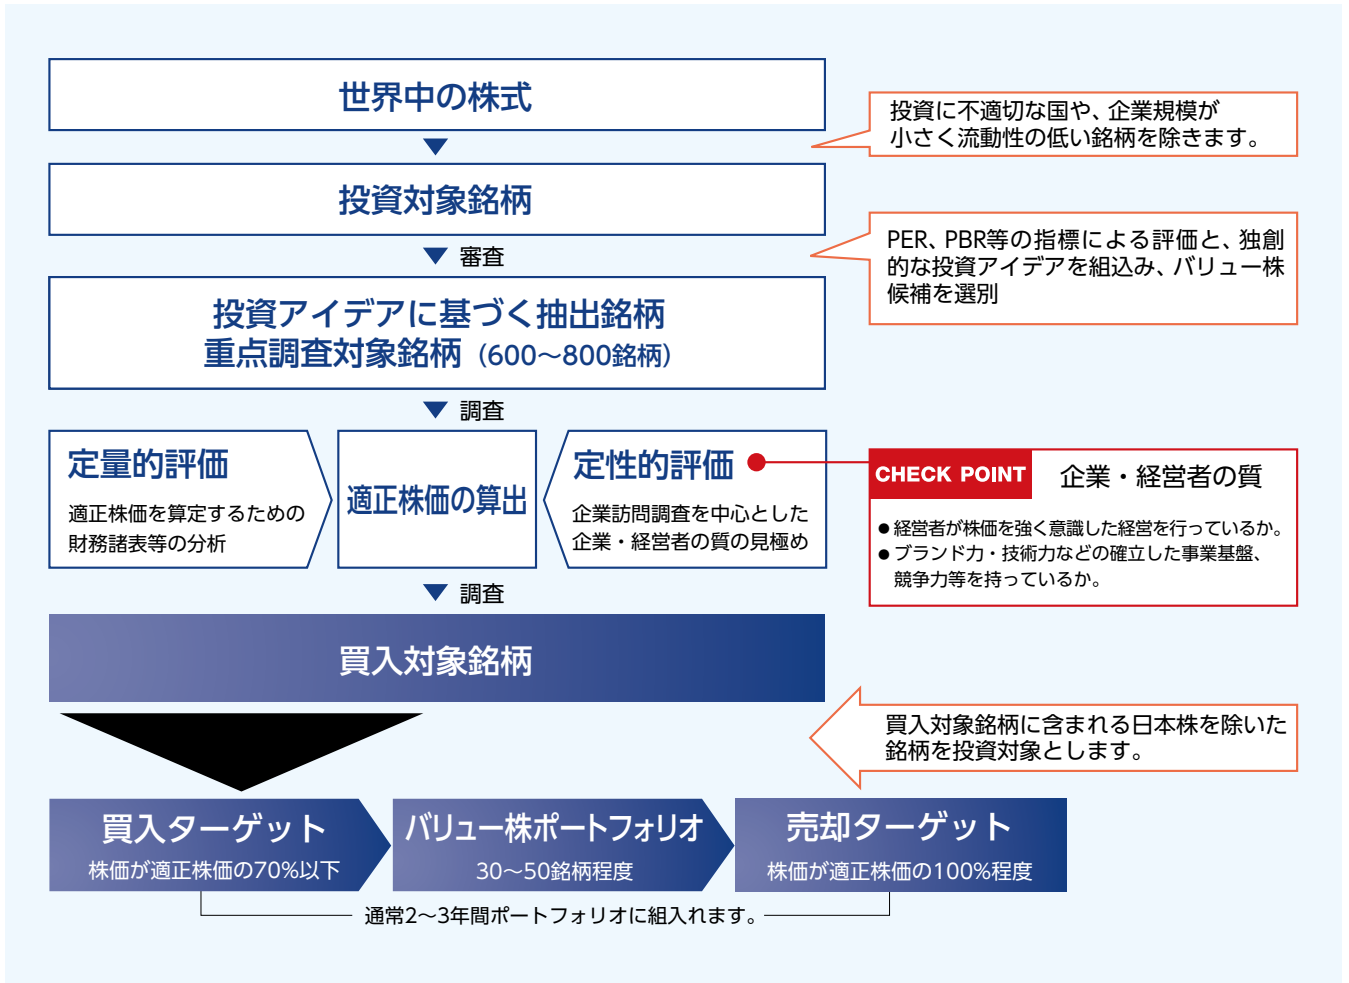 世界中の株式
投資に不適切な国や、企業規模が
小さく流動性の低い銘柄を除きます。
投資対象銘柄
審査
PER、PBR等の指標による評価と、独創
的な投資アイデアを組込み、バリュー株
候補を選別
投資アイデアに基づく抽出銘柄
重点調査対象銘柄（600〜800銘柄）
調査
定量的評価
適正株価を算定するための
財務諸表等の分析
適正株価の算出
定性的評価
企業訪問調査を中心とした
企業・経営者の質の見極め
CHECK POINT 企業・経営者の質
●経営者が株価を強く意識した経営を行っているか。
●ブランド力・技術力などの確立した事業基盤、
競争力等を持っているか。
調査
買入対象銘柄
買入対象銘柄に含まれる日本株を除いた
銘柄を投資対象とします。
買入ターゲット
株価が適正株価の70%以下
バリュー株ポートフォリオ
30〜50銘柄程度
売却ターゲット
株価が適正株価の100%程度
通常2〜3年間ポートフォリオに組入れます。